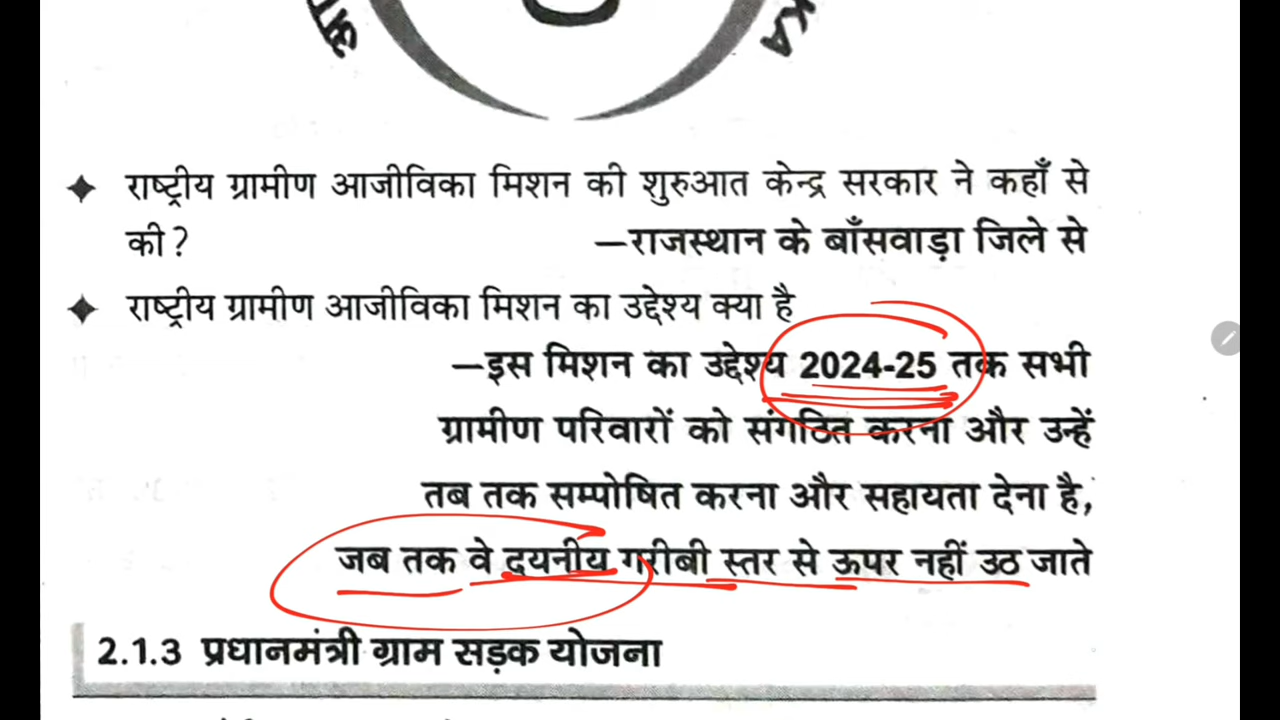 KA
राष्ट्रीय ग्रामीण आजीविका मिशन की शुरुआत केन्द्र सरकार ने कहाँ से
की? —राजस्थान के बाँसवाड़ा जिले से
राष्ट्रीय ग्रामीण आजीविका मिशन का उद्देश्य क्या है
—इस मिशन का उद्देश्य 2024-25 तक सभी
ग्रामीण परिवारों को संगठित करना और उन्हें
तब तक सम्पोषित करना और सहायता देना है,
जब तक वे दयनीय गरीबी स्तर से ऊपर नहीं उठ जाते
2.1.3 प्रधानमंत्री ग्राम सड़क योजना